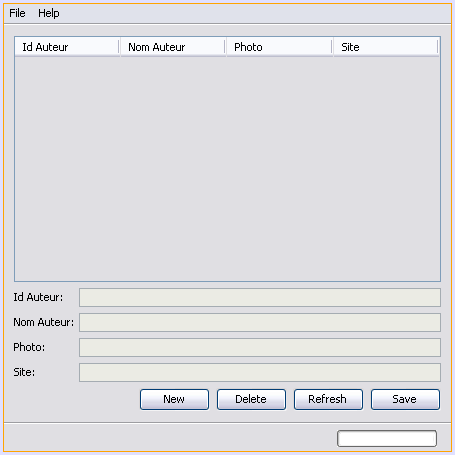 File Help
Id Auteur Nom Auteur Photo Site
Id Auteur:
Nom Auteur:
Photo:
Site:
New Delete Refresh Save